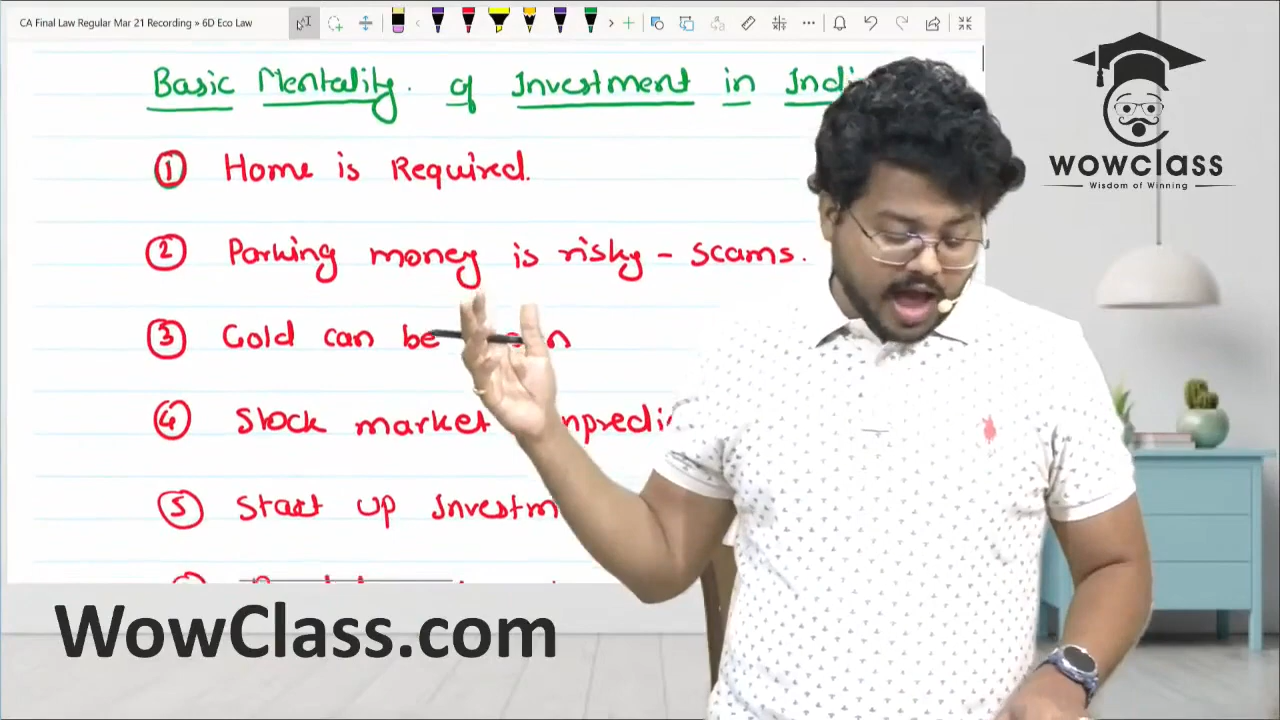 CA Final Law Regular Mar 21 Recording » 6D Eco Law
Basic Mentality of Investment in
① Home is Required.
② Parking money is risky - scams.
③ Gold can be
④ Stock market
⑤ Start up
wowclass
Wisdom of Winning
WowClass.com